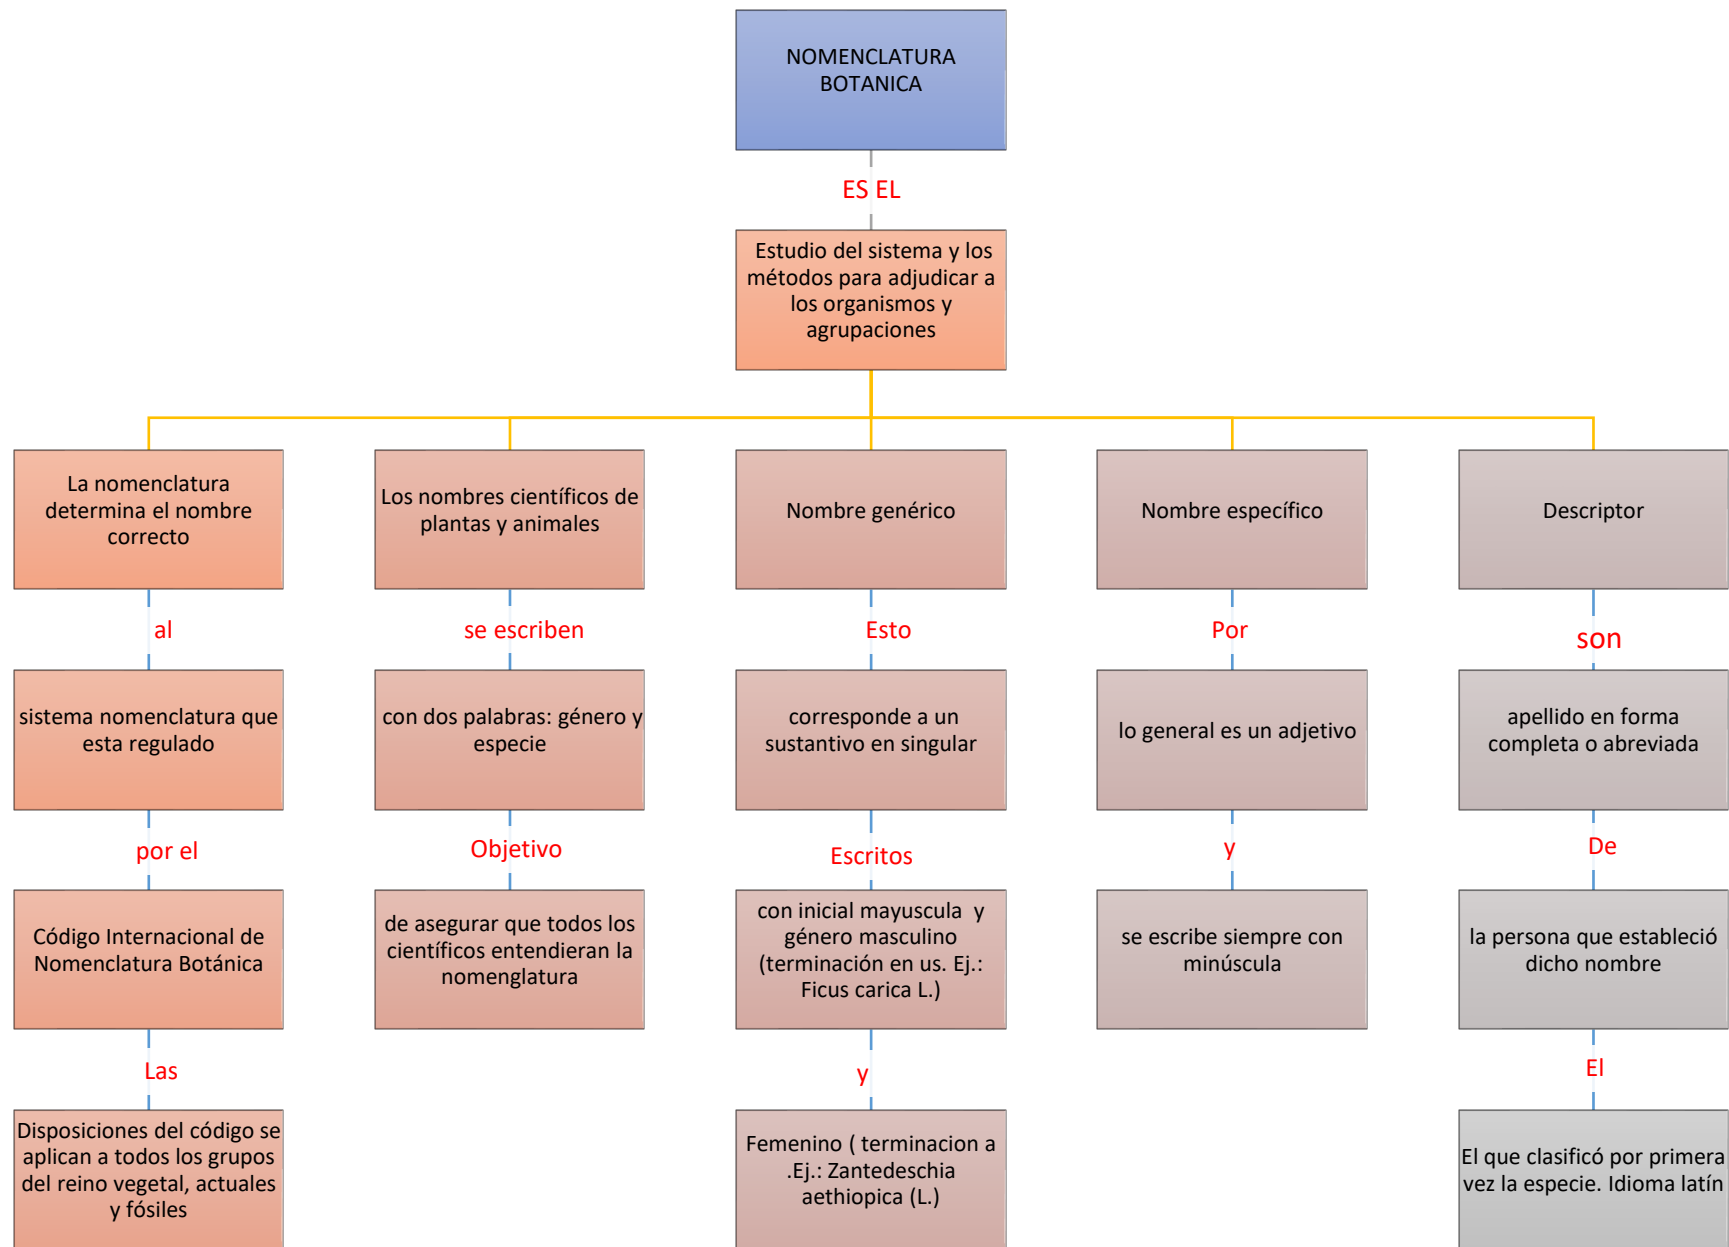 NOMENCLATURA
BOTANICA
ES EL
Estudio del sistema y los
métodos para adjudicar a
los organismos y
agrupaciones
La nomenclatura
determina el nombre
correcto
al
sistema nomenclatura que
esta regulado
por el
Código Internacional de
Nomenclatura Botánica
Las
Disposiciones del código se
aplican a todos los grupos
del reino vegetal, actuales
y fósiles
Los nombres científicos de
plantas y animales
se escriben
con dos palabras: género y
especie
Objetivo
de asegurar que todos los
científicos entendieran la
nomenglatura
Nombre genérico
Esto
corresponde a un
sustantivo en singular
Escritos
con inicial mayuscula y
género masculino
(terminación en us. Ej.:
Ficus carica L.)
y
Femenino ( terminacion a
.Ej.: Zantedeschia
aethiopica (L.)
Nombre específico
Por
lo general es un adjetivo
y
se escribe siempre con
minúscula
Descriptor
son
apellido en forma
completa o abreviada
De
la persona que estableció
dicho nombre
El
El que clasificó por primera
vez la especie. Idioma latín